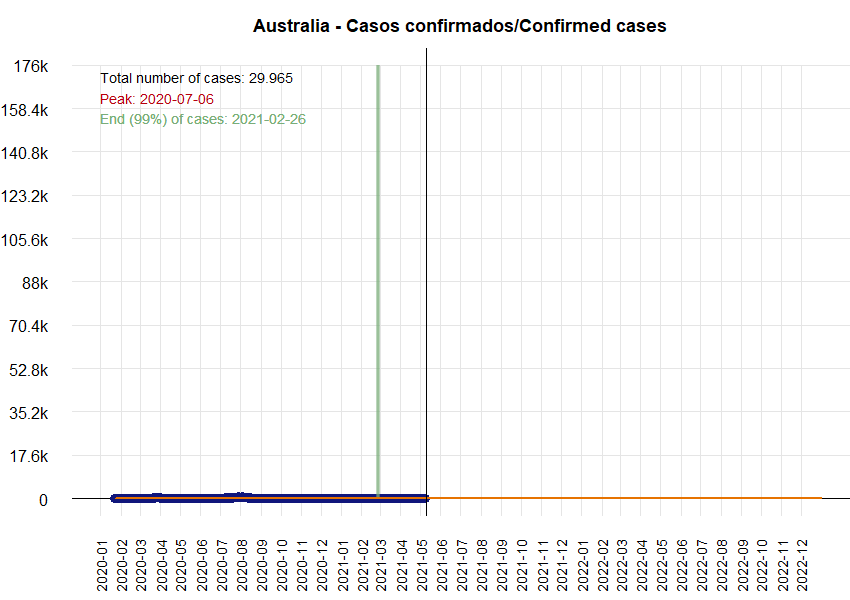 Australia - Casos confirmados/Confirmed cases
176k
158.4k
140.8k
123.2k
105.6k
88k
70.4k
52.8k
35.2k
17.6k
0
Total number of cases: 29.965
Peak: 2020-07-06
End (99%) of cases: 2021-02-26
2020-01
2020-02
2020-03
2020-04
2020-05
2020-06
2020-07
2020-08
2020-09
2020-10
2020-11
2020-12
2021-01
2021-02
2021-03
2021-04
2021-05
2021-06
2021-07
2021-08
2021-09
2021-10
2021-11
2021-12
2022-01
2022-02
2022-03
2022-04
2022-05
2022-06
2022-07
2022-08
2022-09
2022-10
2022-11
2022-12